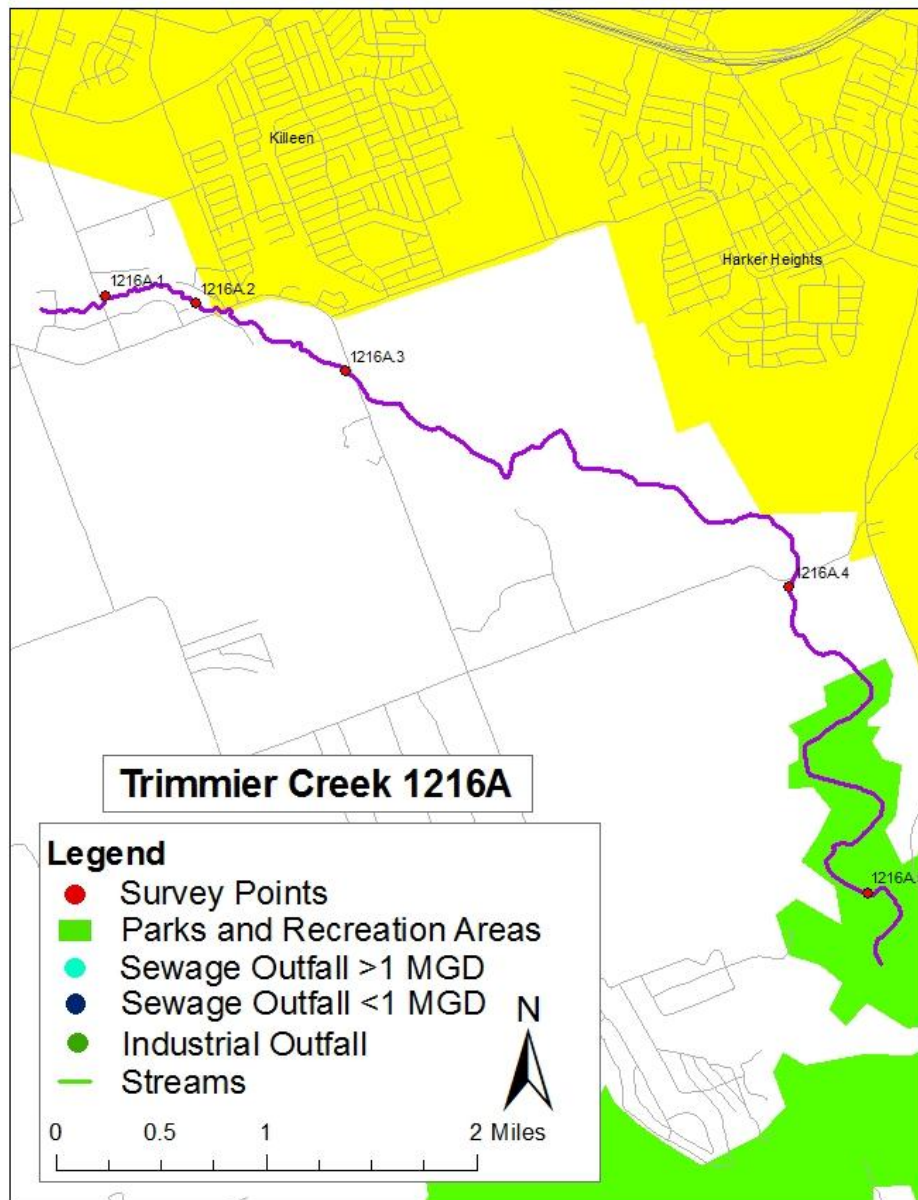 Killeen
Harker Heights
1216A.1
1216A.2
1216A.3
1216A.4
Trimmier Creek 1216A
1216A.
Legend
Survey Points
Parks and Recreation Areas
Sewage Outfall >1 MGD
Sewage Outfall <1 MGD
Industrial Outfall
Streams
N
0 0.5 1 2 Miles